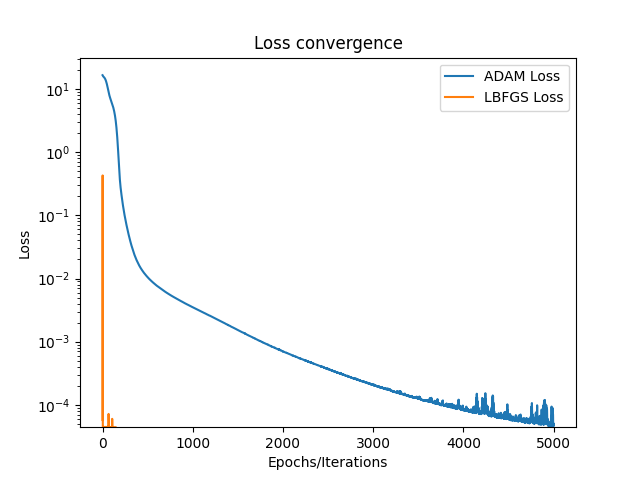 Loss convergence
ADAM Loss
LBFGS Loss
Loss
10¹
10⁰
10⁻¹
10⁻²
10⁻³
10⁻⁴
0 1000 2000 3000 4000 5000
Epochs/Iterations